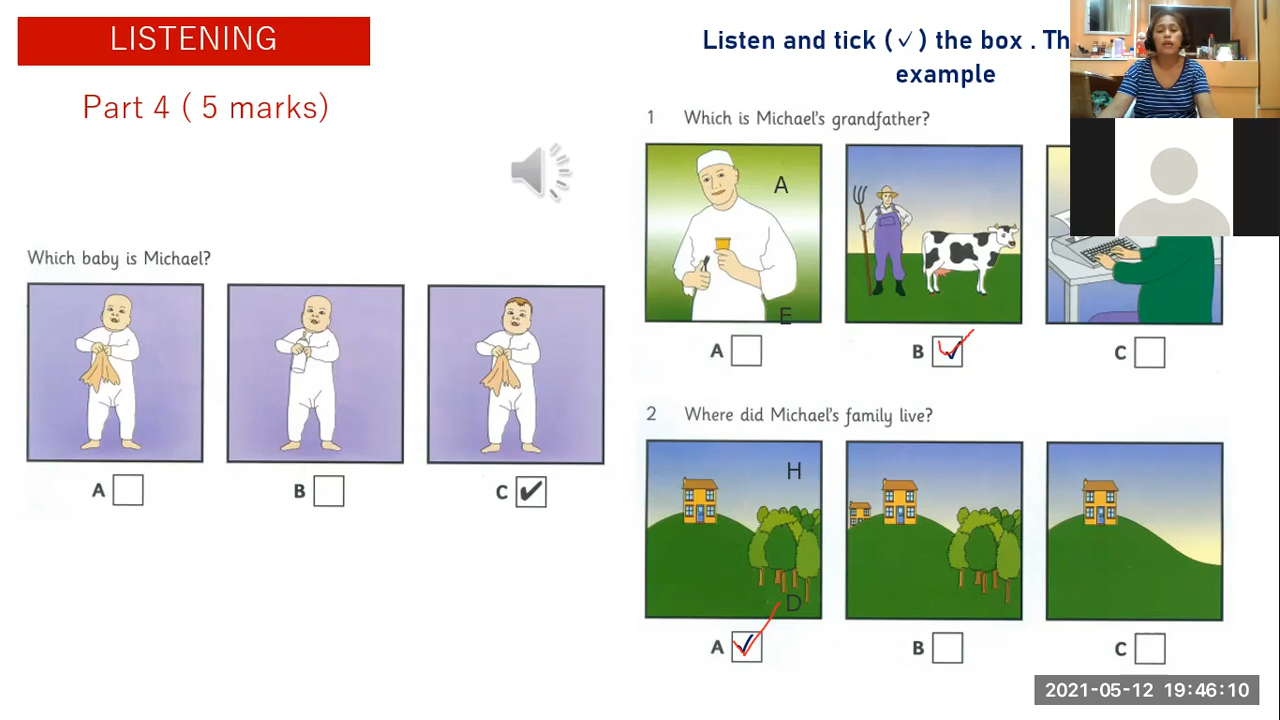 LISTENING
Part 4 ( 5 marks)
Listen and tick (✓) the box . Th
example
Which baby is Michael?
A
B
C ✔
1 Which is Michael's grandfather?
A
E
A
B ✓
C
2 Where did Michael's family live?
H
D
A ✓
B
C
2021-05-12 19:46:10